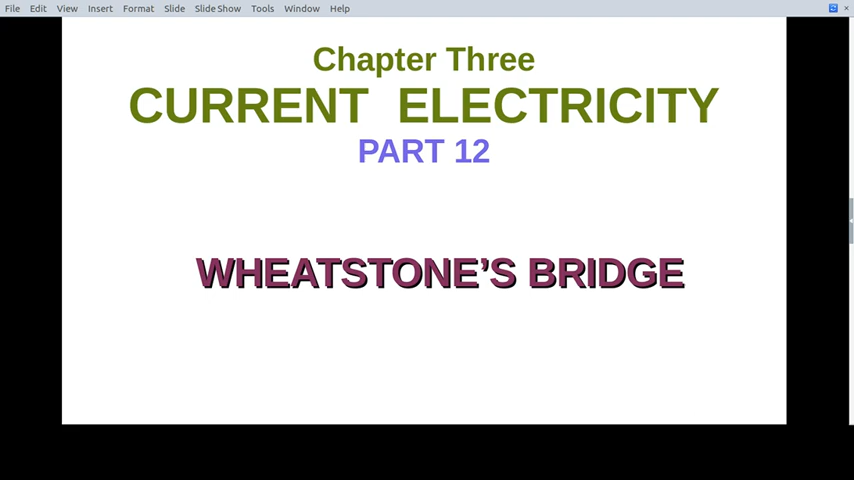 File Edit View Insert Format Slide Slide Show Tools Window Help
Chapter Three
CURRENT ELECTRICITY
PART 12
WHEATSTONE’S BRIDGE